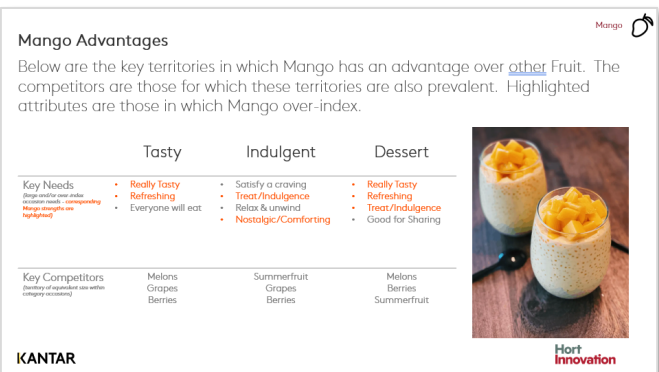 Mango
Mango Advantages
Below are the key territories in which Mango has an advantage over other Fruit. The
competitors are those for which these territories are also prevalent. Highlighted
attributes are those in which Mango over-index.
Tasty
Indulgent
Dessert
Key Needs
(large and/or over-index
occasion needs – corresponding
Mango strengths are
highlighted)
• Really Tasty
• Refreshing
• Everyone will eat
• Satisfy a craving
• Treat/Indulgence
• Relax & unwind
• Nostalgic/Comforting
• Really Tasty
• Refreshing
• Treat/Indulgence
• Good for Sharing
Key Competitors
(territory of equivalent size within
category occasions)
Melons
Grapes
Berries
Summerfruit
Grapes
Berries
Melons
Berries
Summerfruit
KANTAR
Hort
Innovation